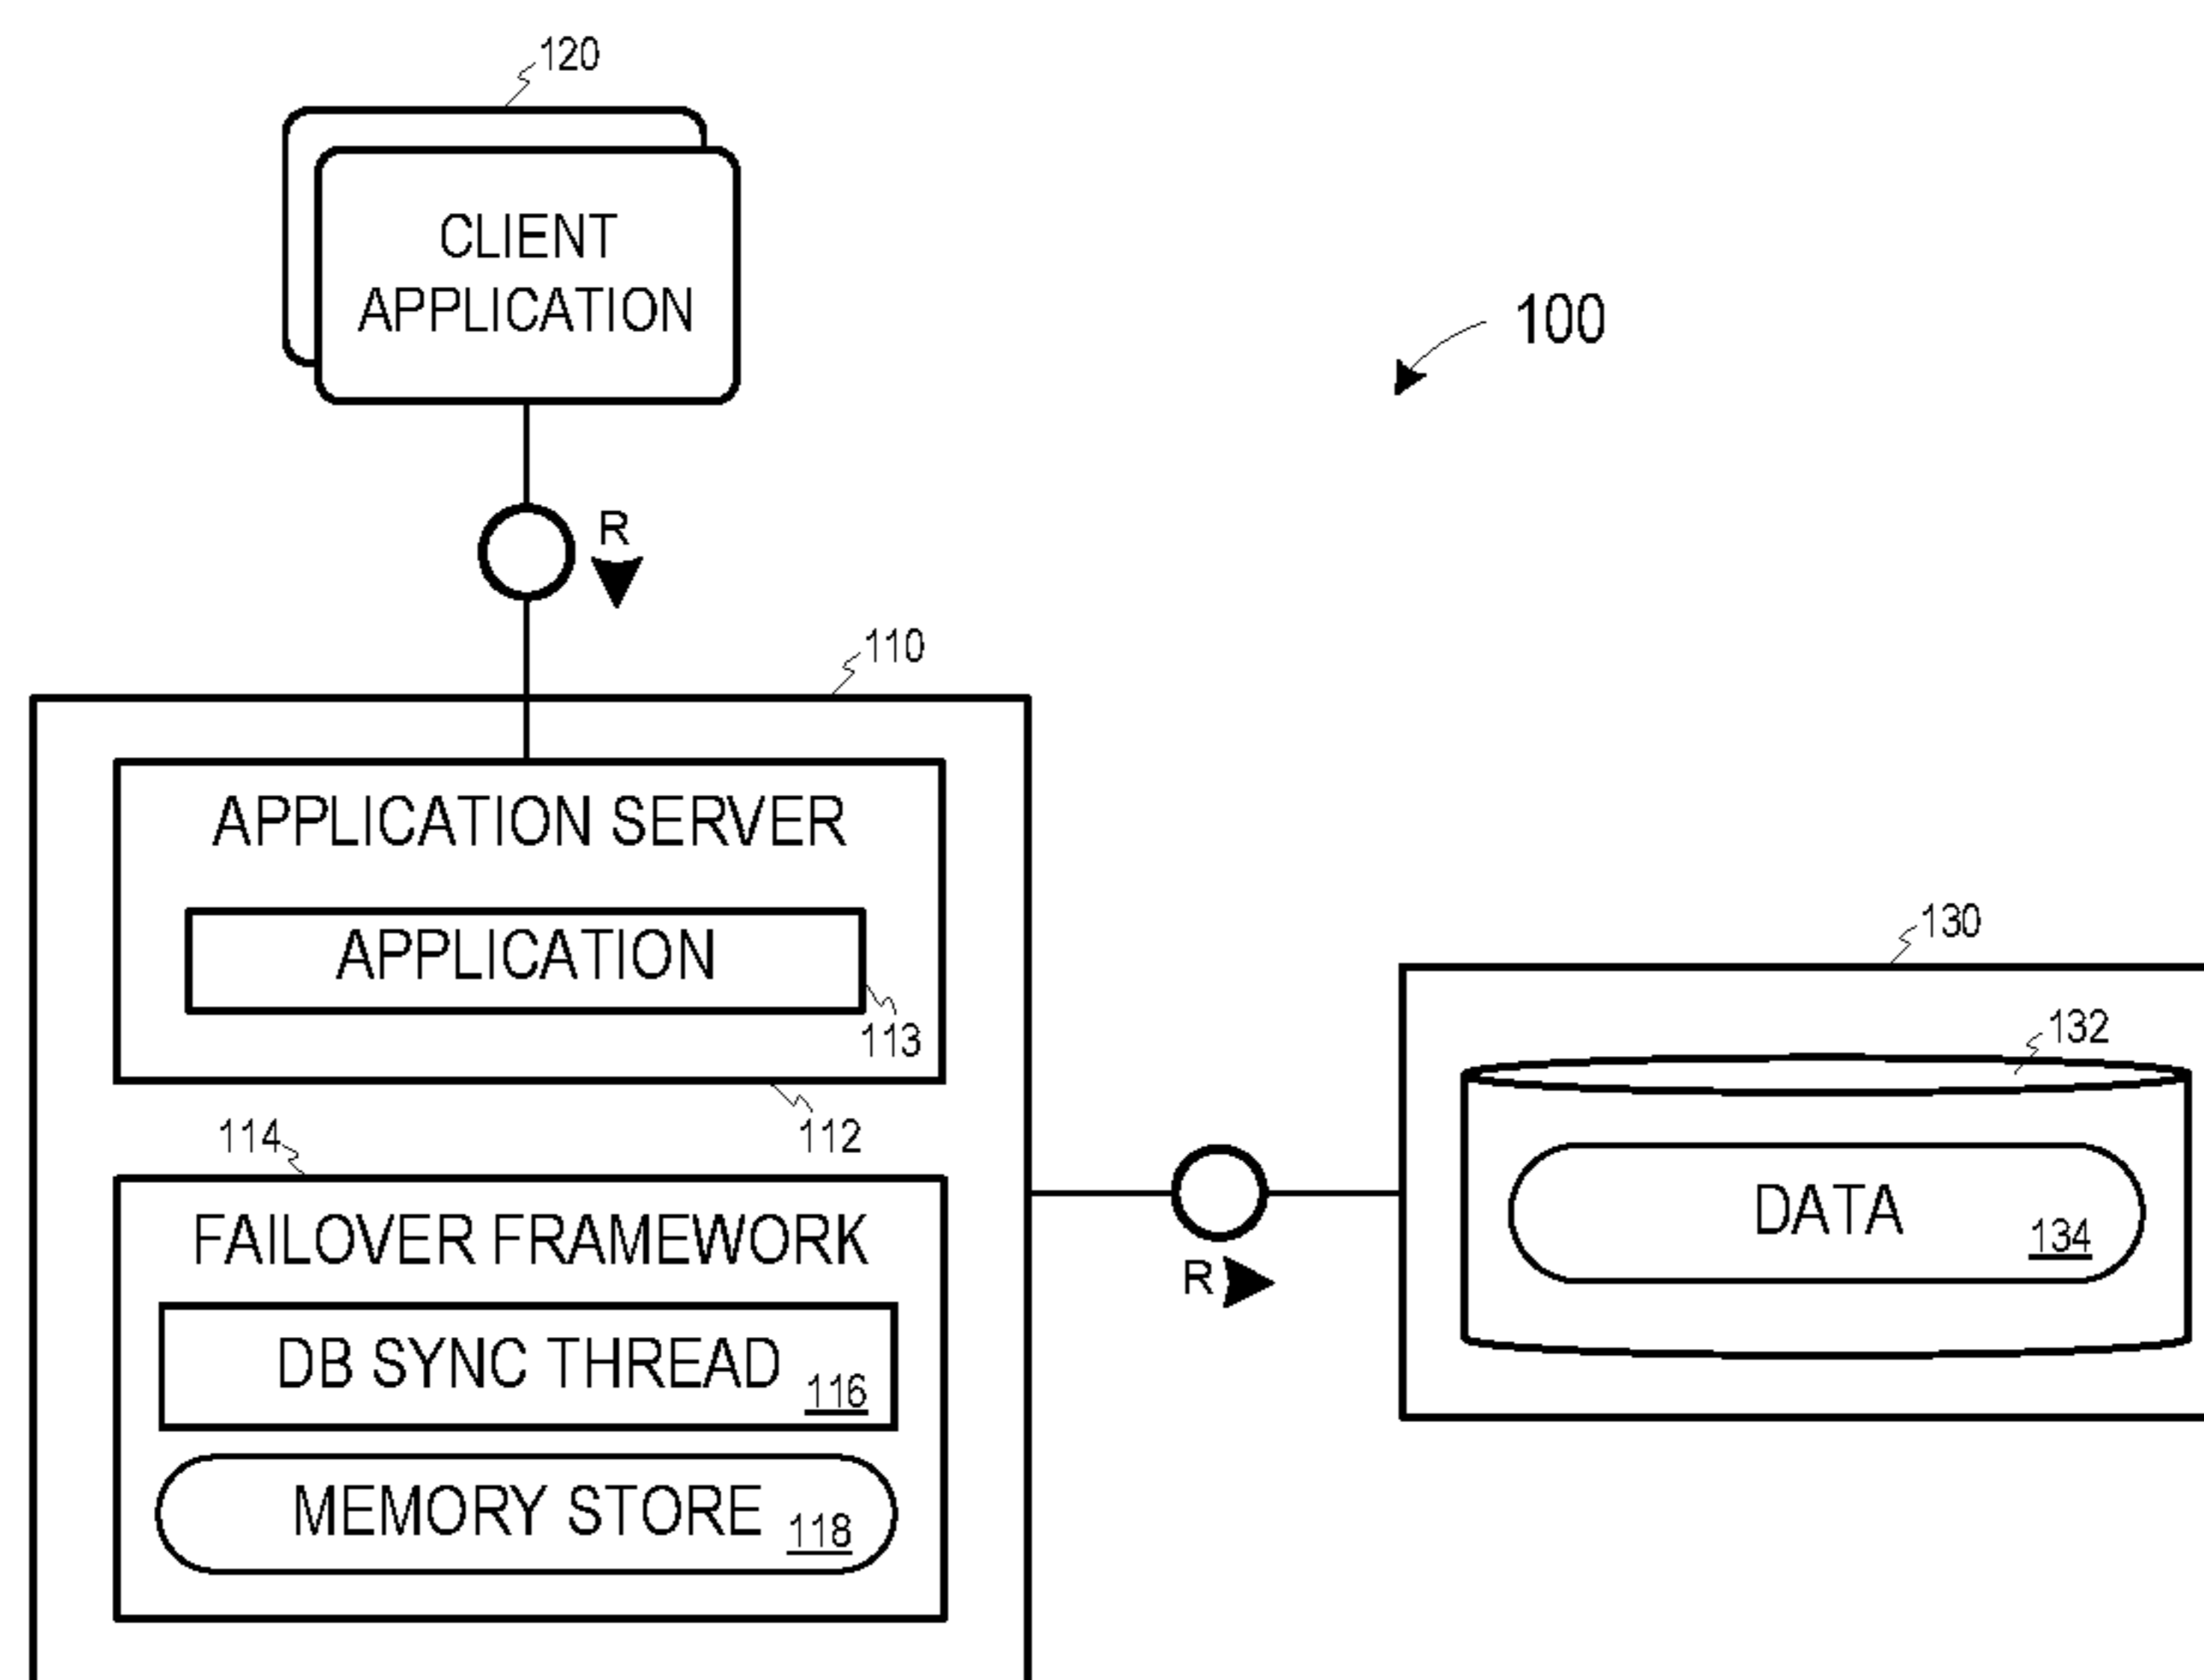 120
CLIENT
APPLICATION
100
R
110
APPLICATION SERVER
APPLICATION
113
112
114
FAILOVER FRAMEWORK
DB SYNC THREAD 116
MEMORY STORE 118
R
130
132
DATA 134